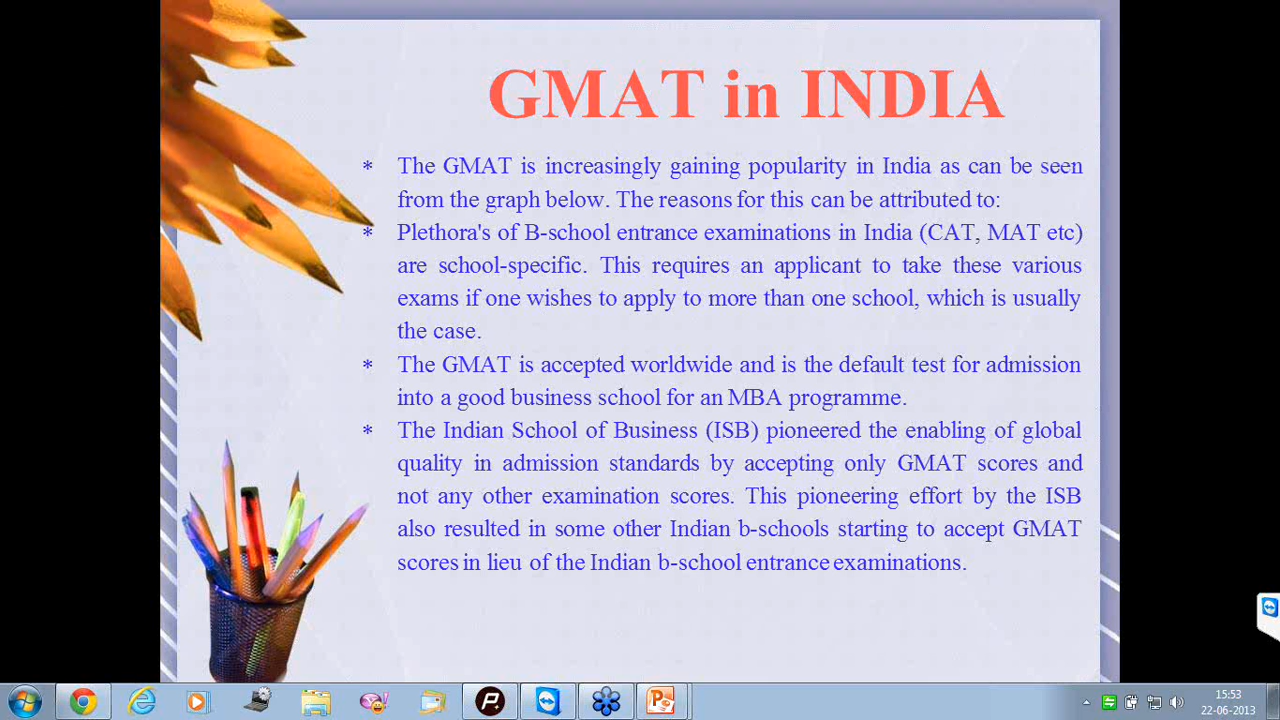 GMAT in INDIA
* The GMAT is increasingly gaining popularity in India as can be seen
from the graph below. The reasons for this can be attributed to:
* Plethora's of B-school entrance examinations in India (CAT, MAT etc)
are school-specific. This requires an applicant to take these various
exams if one wishes to apply to more than one school, which is usually
the case.
* The GMAT is accepted worldwide and is the default test for admission
into a good business school for an MBA programme.
* The Indian School of Business (ISB) pioneered the enabling of global
quality in admission standards by accepting only GMAT scores and
not any other examination scores. This pioneering effort by the ISB
also resulted in some other Indian b-schools starting to accept GMAT
scores in lieu of the Indian b-school entrance examinations.
15:53
22-06-2013